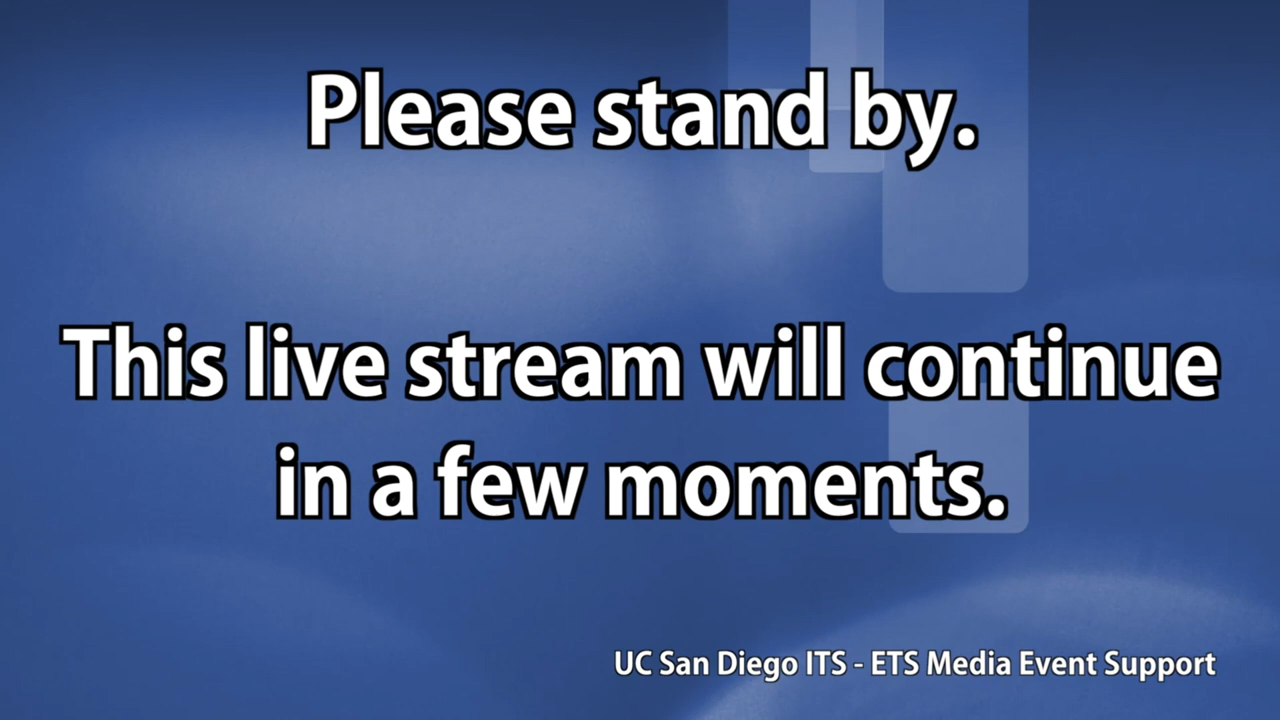 Please stand by.
This live stream will continue
in a few moments.
UC San Diego ITS - ETS Media Event Support